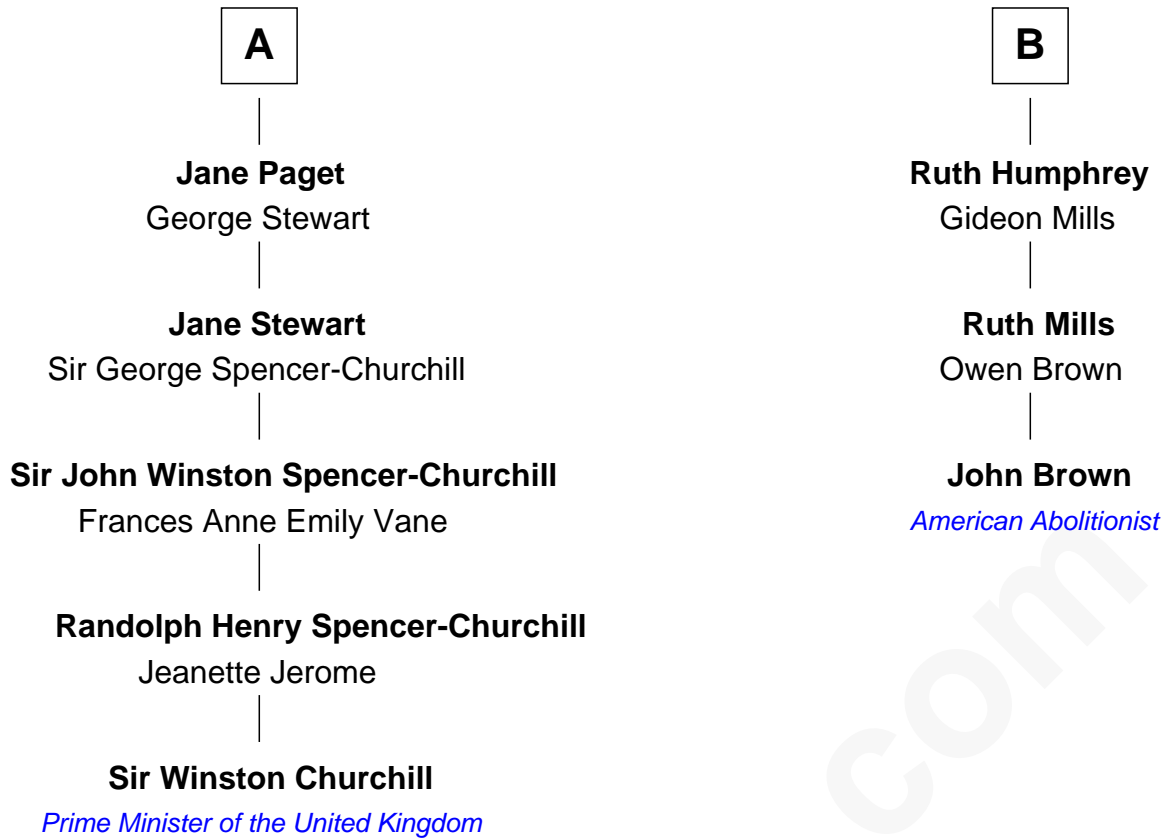 A
Jane Paget
George Stewart
Jane Stewart
Sir George Spencer-Churchill
Sir John Winston Spencer-Churchill
Frances Anne Emily Vane
Randolph Henry Spencer-Churchill
Jeanette Jerome
Sir Winston Churchill
Prime Minister of the United Kingdom
B
Ruth Humphrey
Gideon Mills
Ruth Mills
Owen Brown
John Brown
American Abolitionist
com